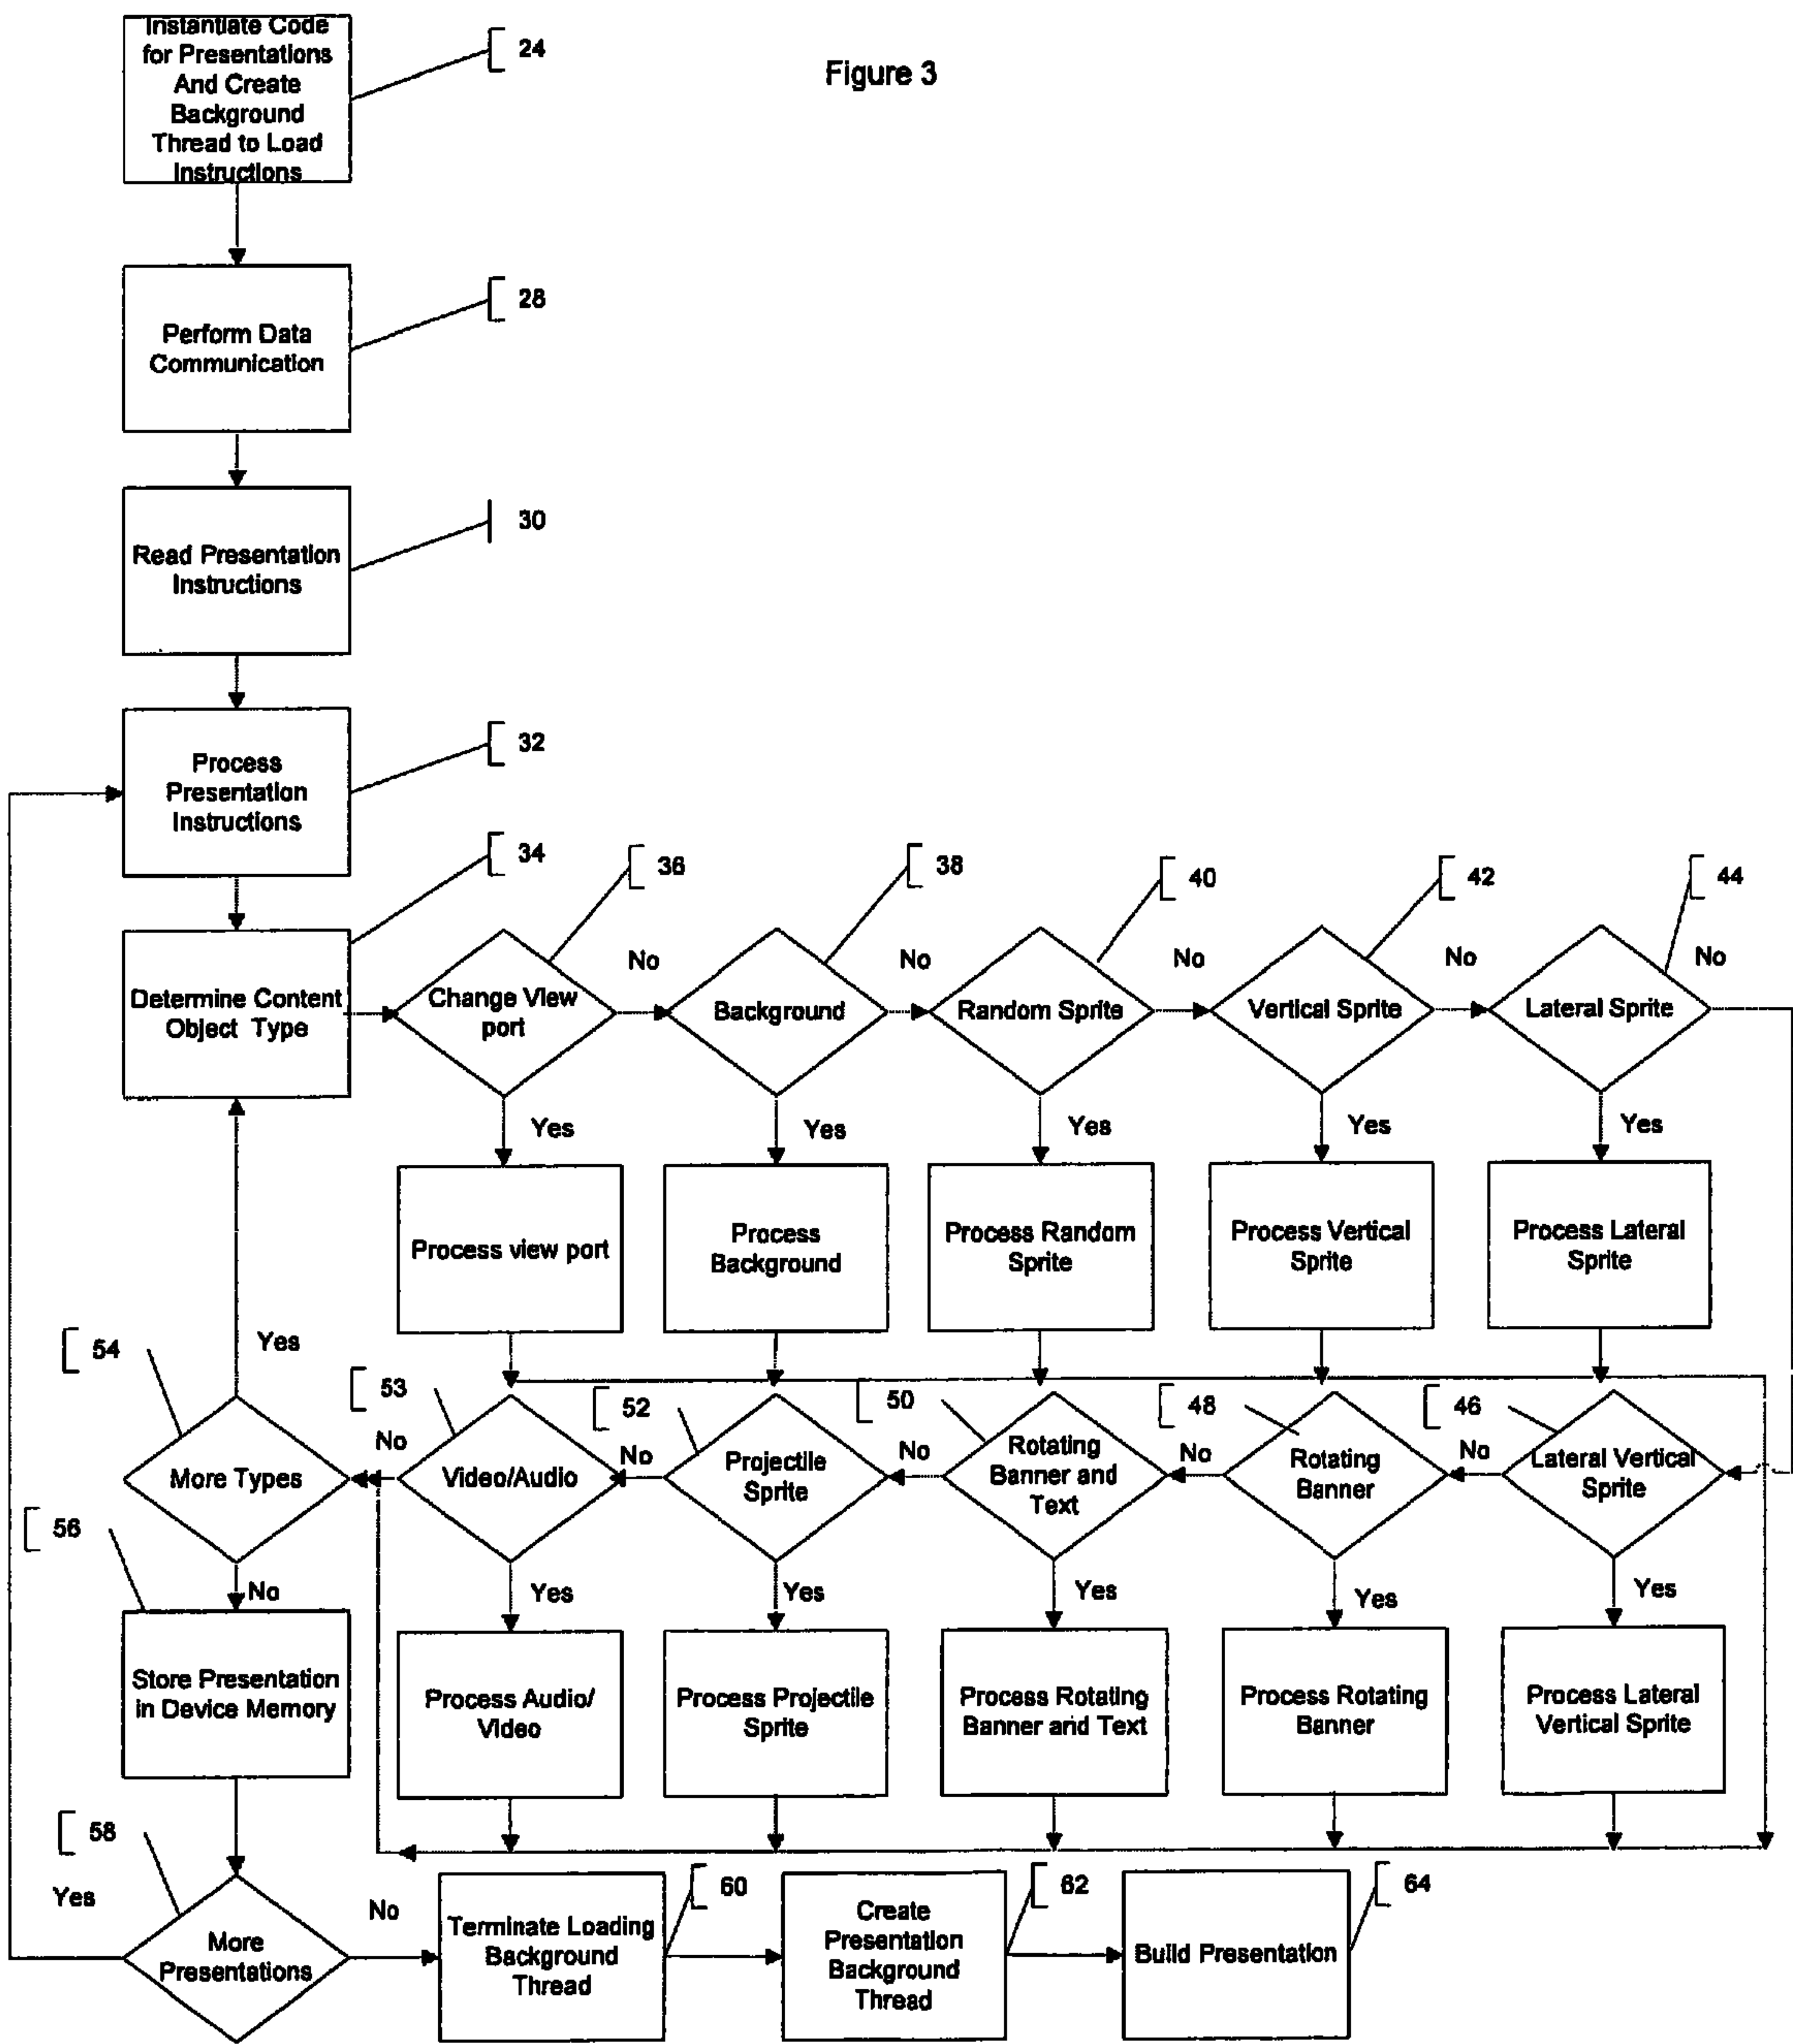 Instantiate Code
for Presentations
And Create
Background
Thread to Load
Instructions
24
Figure 3
Perform Data
Communication
28
Read Presentation
Instructions
30
Process
Presentation
Instructions
32
Determine Content
Object Type
34
Change View
port
36
No
Background
38
No
Random Sprite
40
No
Vertical Sprite
42
No
Lateral Sprite
44
No
Yes
Yes
Yes
Yes
Yes
Process view port
Process
Background
Process Random
Sprite
Process Vertical
Sprite
Process Lateral
Sprite
54
Yes
More Types
53
No
Video/Audio
52
No
Projectile
Sprite
50
No
Rotating
Banner and
Text
48
No
Rotating
Banner
46
No
Lateral Vertical
Sprite
56
No
Yes
Yes
Yes
Yes
Yes
Store Presentation
in Device Memory
Process Audio/
Video
Process Projectile
Sprite
Process Rotating
Banner and Text
Process Rotating
Banner
Process Lateral
Vertical Sprite
58
Yes
More
Presentations
No
Terminate Loading
Background
Thread
60
Create
Presentation
Background
Thread
62
Build Presentation
64